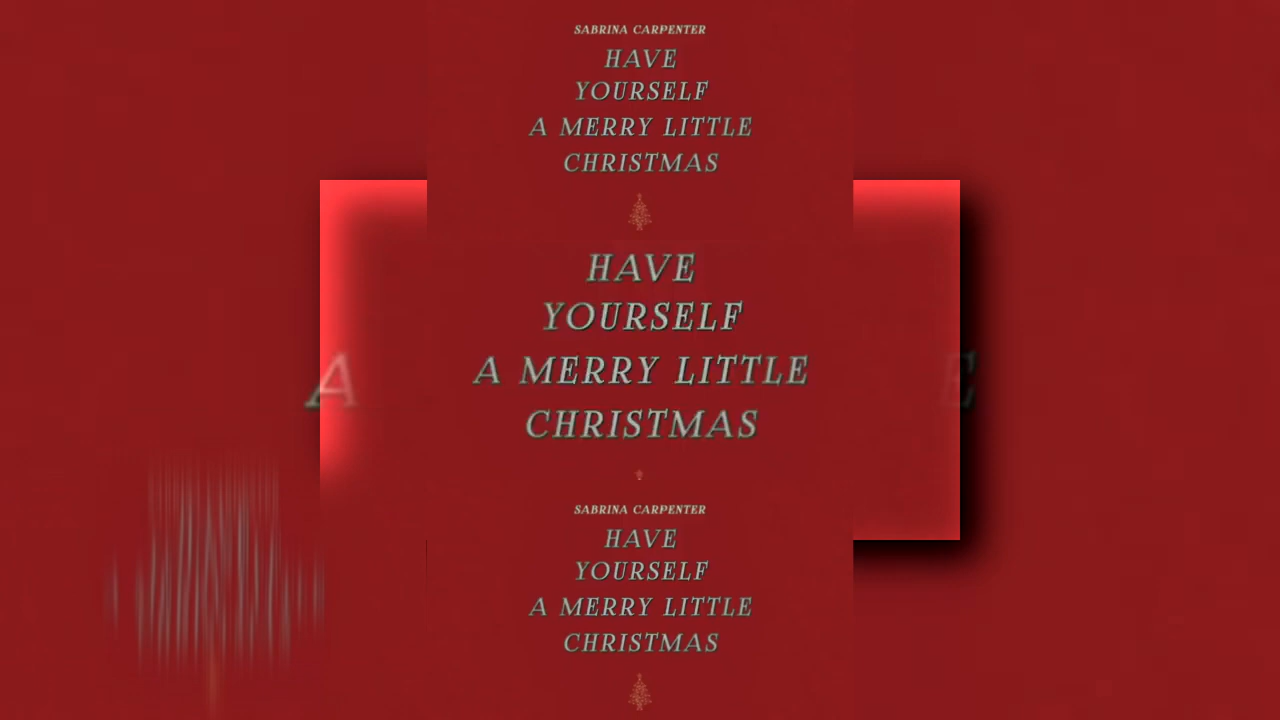 SABRINA CARPENTER
HAVE
YOURSELF
A MERRY LITTLE
CHRISTMAS
HAVE
YOURSELF
A MERRY LITTLE
CHRISTMAS
A
E
SABRINA CARPENTER
HAVE
YOURSELF
A MERRY LITTLE
CHRISTMAS